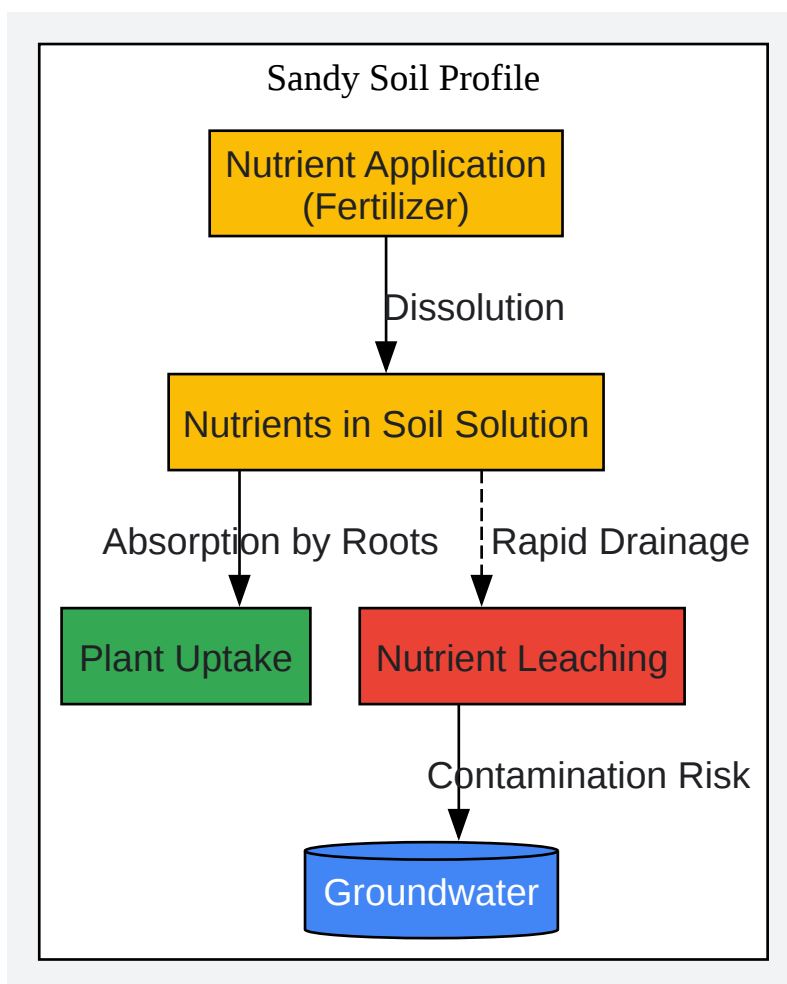 Sandy Soil Profile
Nutrient Application
(Fertilizer)
Dissolution
Nutrients in Soil Solution
Absorption by Roots
Rapid Drainage
Plant Uptake
Nutrient Leaching
Contamination Risk
Groundwater